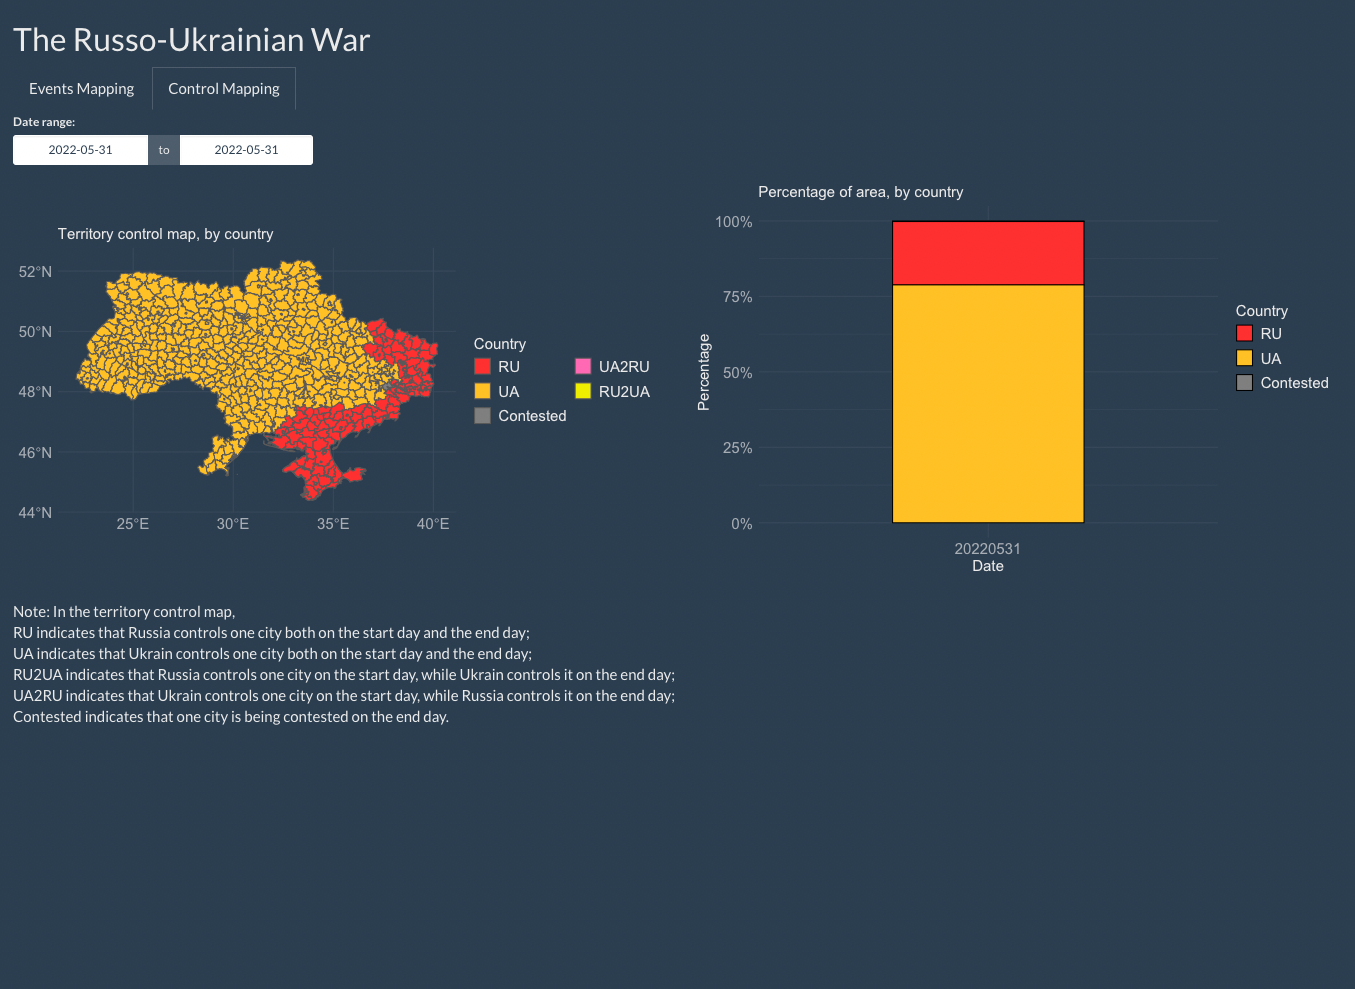 The Russo-Ukrainian War
Events Mapping
Control Mapping
Date range:
2022-05-31 to 2022-05-31
Territory control map, by country
52°N
50°N
48°N
46°N
44°N
25°E
30°E
35°E
40°E
Country
RU
UA
Contested
UA2RU
RU2UA
Percentage of area, by country
Percentage
100%
75%
50%
25%
0%
20220531
Date
Country
RU
UA
Contested
Note: In the territory control map,
RU indicates that Russia controls one city both on the start day and the end day;
UA indicates that Ukrain controls one city both on the start day and the end day;
RU2UA indicates that Russia controls one city on the start day, while Ukrain controls it on the end day;
UA2RU indicates that Ukrain controls one city on the start day, while Russia controls it on the end day;
Contested indicates that one city is being contested on the end day.